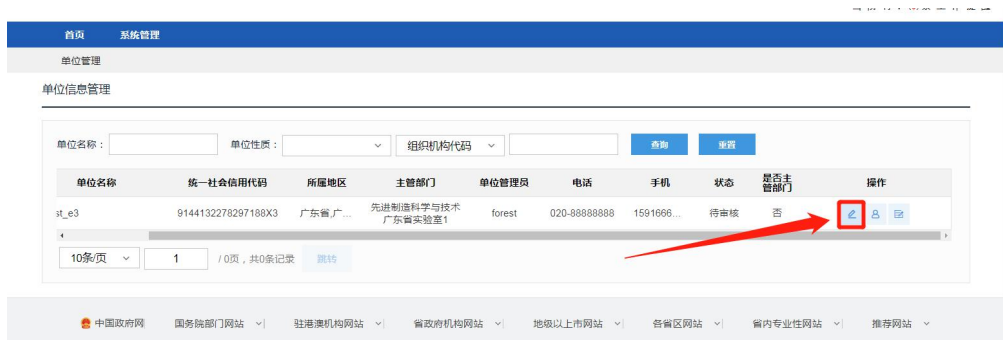 首页 系统管理
单位管理
单位信息管理
单位名称： 单位性质： 组织机构代码 查询 重置
单位名称 统一社会信用代码 所属地区 主管部门 单位管理员 电话 手机 状态 是否主管部门 操作
st_e3 9144132278297188X3 广东省,广... 先进制造科学与技术广东省实验室1 forest 020-88888888 1591666... 待审核 否
10条/页 1 / 0页，共0条记录 跳转
中国政府网 国务院部门网站 驻港澳机构网站 省政府机构网站 地级以上市网站 各省区网站 省内专业性网站 推荐网站